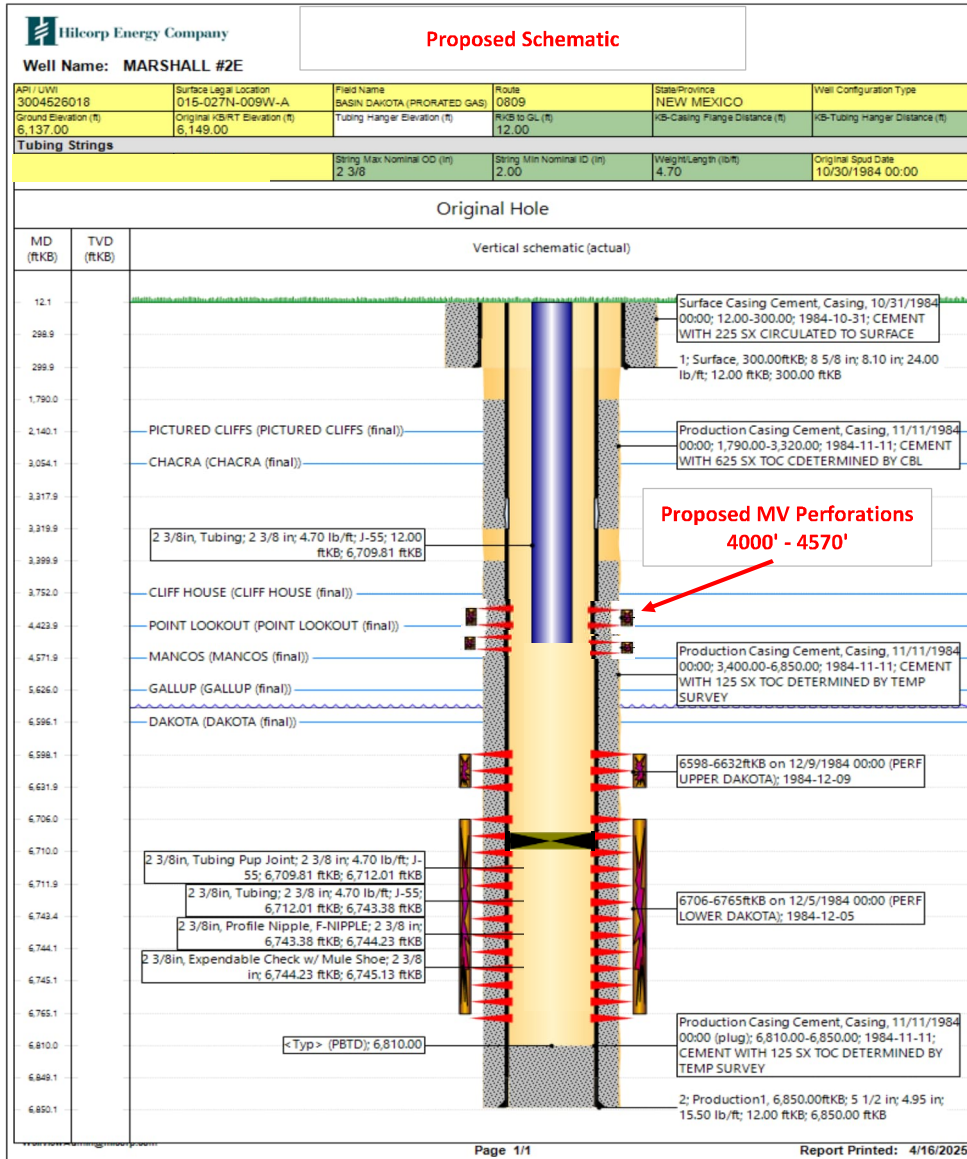 Hilcorp Energy Company
Proposed Schematic
Well Name: MARSHALL #2E
API / UWI
3004526018
Surface Legal Location
015-027N-009W-A
Field Name
BASIN DAKOTA (PRORATED GAS)
Route
0809
State/Province
NEW MEXICO
Well Configuration Type
Ground Elevation (ft)
6,137.00
Original KB/RT Elevation (ft)
6,149.00
Tubing Hanger Elevation (ft)
RKB to GL (ft)
12.00
KB-Casing Flange Distance (ft)
KB-Tubing Hanger Distance (ft)
Tubing Strings
String Max Nominal OD (in)
2 3/8
String Min Nominal ID (in)
2.00
Weight/Length (lb/ft)
4.70
Original Spud Date
10/30/1984 00:00
Original Hole
MD
(ftKB)
TVD
(ftKB)
Vertical schematic (actual)
12.1
298.9
299.9
1,790.0
2,140.1
3,054.1
3,317.9
3,319.9
3,399.9
3,752.0
4,423.9
4,571.9
5,626.0
6,596.1
6,598.1
6,631.9
6,706.0
6,710.0
6,711.9
6,743.4
6,744.1
6,745.1
6,765.1
6,810.0
6,849.1
6,850.1
PICTURED CLIFFS (PICTURED CLIFFS (final))
CHACRA (CHACRA (final))
2 3/8in, Tubing; 2 3/8 in; 4.70 lb/ft; J-55; 12.00
ftKB; 6,709.81 ftKB
CLIFF HOUSE (CLIFF HOUSE (final))
POINT LOOKOUT (POINT LOOKOUT (final))
MANCOS (MANCOS (final))
GALLUP (GALLUP (final))
DAKOTA (DAKOTA (final))
2 3/8in, Tubing Pup Joint; 2 3/8 in; 4.70 lb/ft; J-
55; 6,709.81 ftKB; 6,712.01 ftKB
2 3/8in, Tubing; 2 3/8 in; 4.70 lb/ft; J-55;
6,712.01 ftKB; 6,743.38 ftKB
2 3/8in, Profile Nipple, F-NIPPLE; 2 3/8 in;
6,743.38 ftKB; 6,744.23 ftKB
2 3/8in, Expendable Check w/ Mule Shoe; 2 3/8
in; 6,744.23 ftKB; 6,745.13 ftKB
<Typ> (PBTD); 6,810.00
Surface Casing Cement, Casing, 10/31/1984
00:00; 12.00-300.00; 1984-10-31; CEMENT
WITH 225 SX CIRCULATED TO SURFACE
1; Surface, 300.00ftKB; 8 5/8 in; 8.10 in; 24.00
lb/ft; 12.00 ftKB; 300.00 ftKB
Production Casing Cement, Casing, 11/11/1984
00:00; 1,790.00-3,320.00; 1984-11-11; CEMENT
WITH 625 SX TOC CDETERMINED BY CBL
Proposed MV Perforations
4000' - 4570'
Production Casing Cement, Casing, 11/11/1984
00:00; 3,400.00-6,850.00; 1984-11-11; CEMENT
WITH 125 SX TOC DETERMINED BY TEMP
SURVEY
6598-6632ftKB on 12/9/1984 00:00 (PERF
UPPER DAKOTA); 1984-12-09
6706-6765ftKB on 12/5/1984 00:00 (PERF
LOWER DAKOTA); 1984-12-05
Production Casing Cement, Casing, 11/11/1984
00:00 (plug); 6,810.00-6,850.00; 1984-11-11;
CEMENT WITH 125 SX TOC DETERMINED BY
TEMP SURVEY
2; Production1, 6,850.00ftKB; 5 1/2 in; 4.95 in;
15.50 lb/ft; 12.00 ftKB; 6,850.00 ftKB
Page 1/1
Report Printed: 4/16/2025